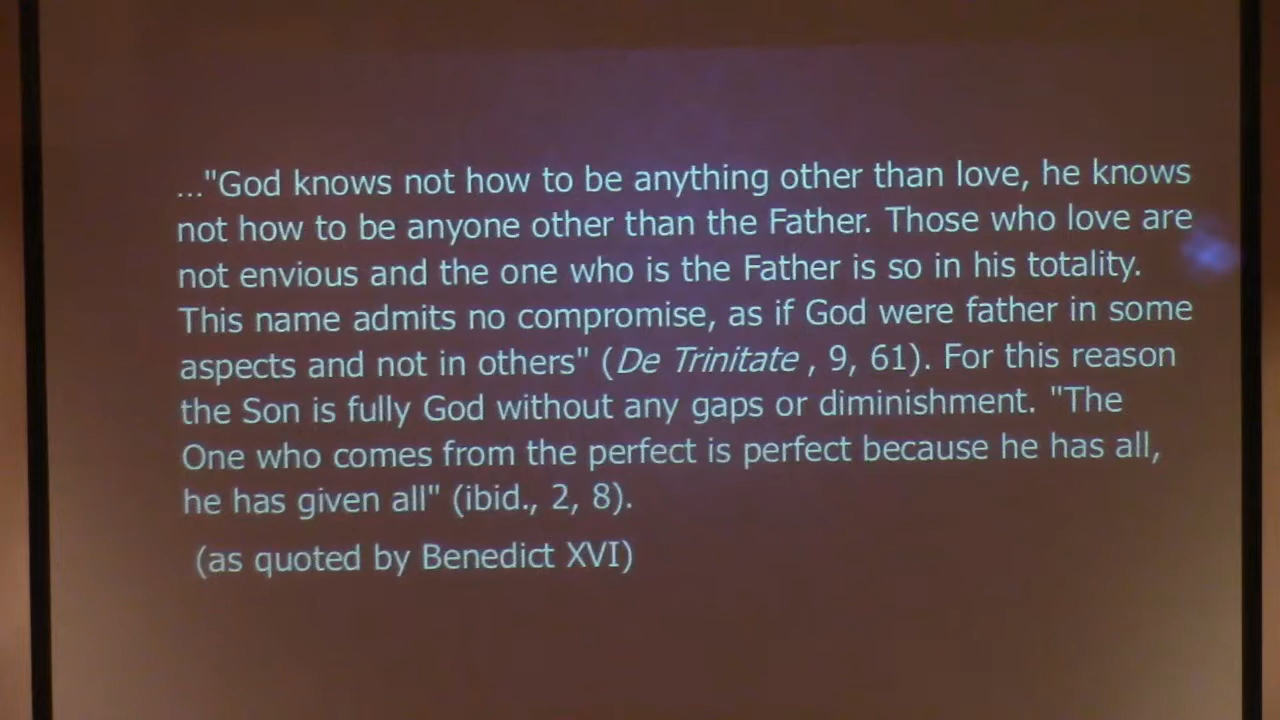 ..."God knows not how to be anything other than love, he knows
not how to be anyone other than the Father. Those who love are
not envious and the one who is the Father is so in his totality.
This name admits no compromise, as if God were father in some
aspects and not in others" (De Trinitate , 9, 61). For this reason
the Son is fully God without any gaps or diminishment. "The
One who comes from the perfect is perfect because he has all,
he has given all" (ibid., 2, 8).
(as quoted by Benedict XVI)